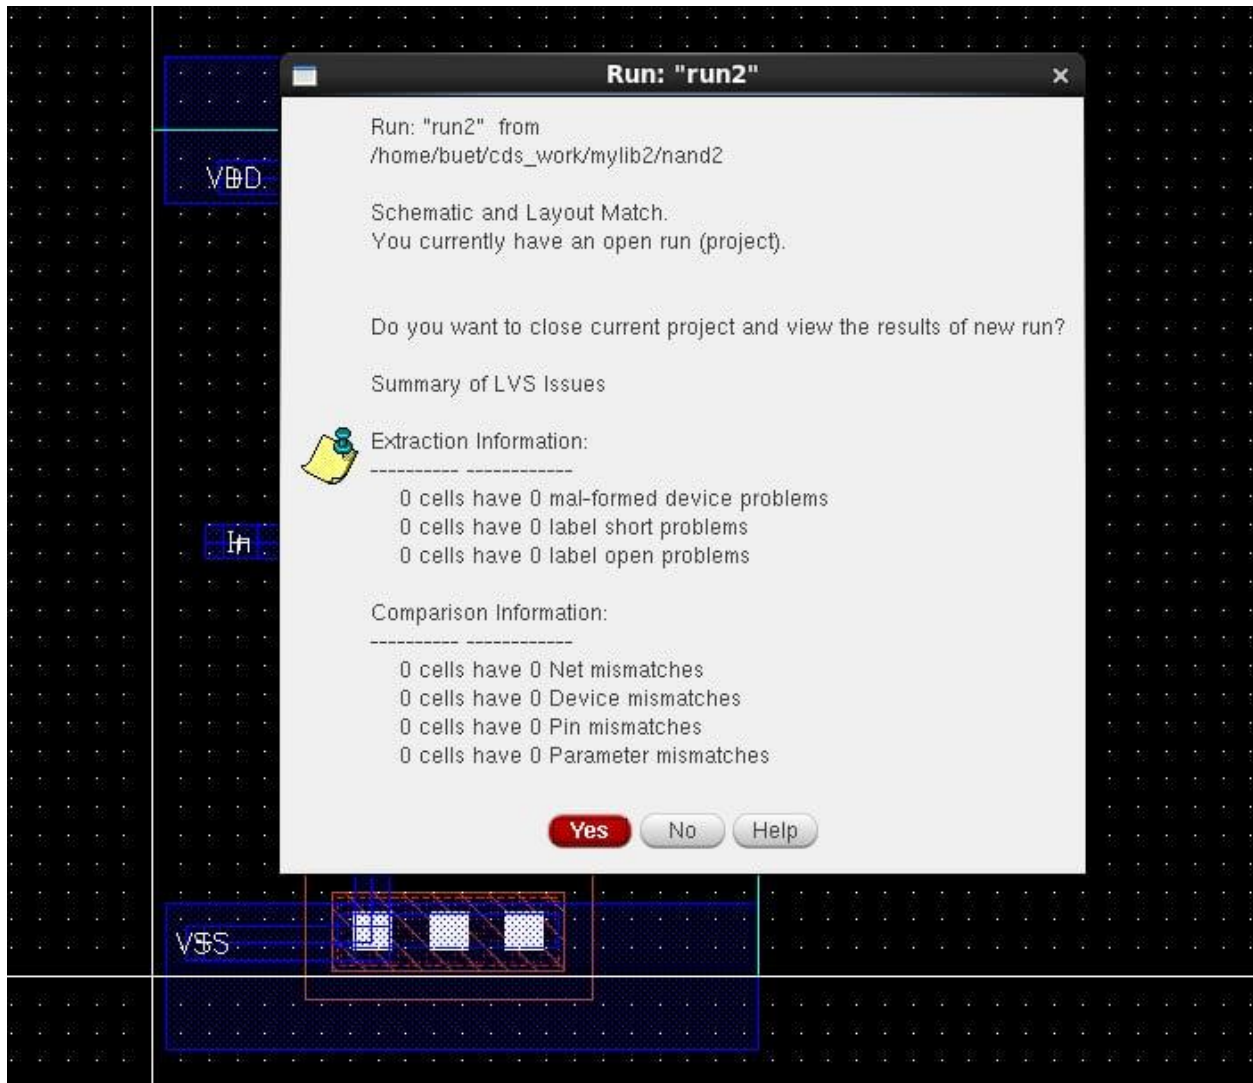 Run: "run2"
Run: "run2" from
/home/buet/cds_work/mylib2/nand2
VDD
Schematic and Layout Match.
You currently have an open run (project).
Do you want to close current project and view the results of new run?
Summary of LVS Issues
Extraction Information:
---------- ------------
0 cells have 0 mal-formed device problems
0 cells have 0 label short problems
In
0 cells have 0 label open problems
Comparison Information:
---------- ------------
0 cells have 0 Net mismatches
0 cells have 0 Device mismatches
0 cells have 0 Pin mismatches
0 cells have 0 Parameter mismatches
Yes No Help
VSS